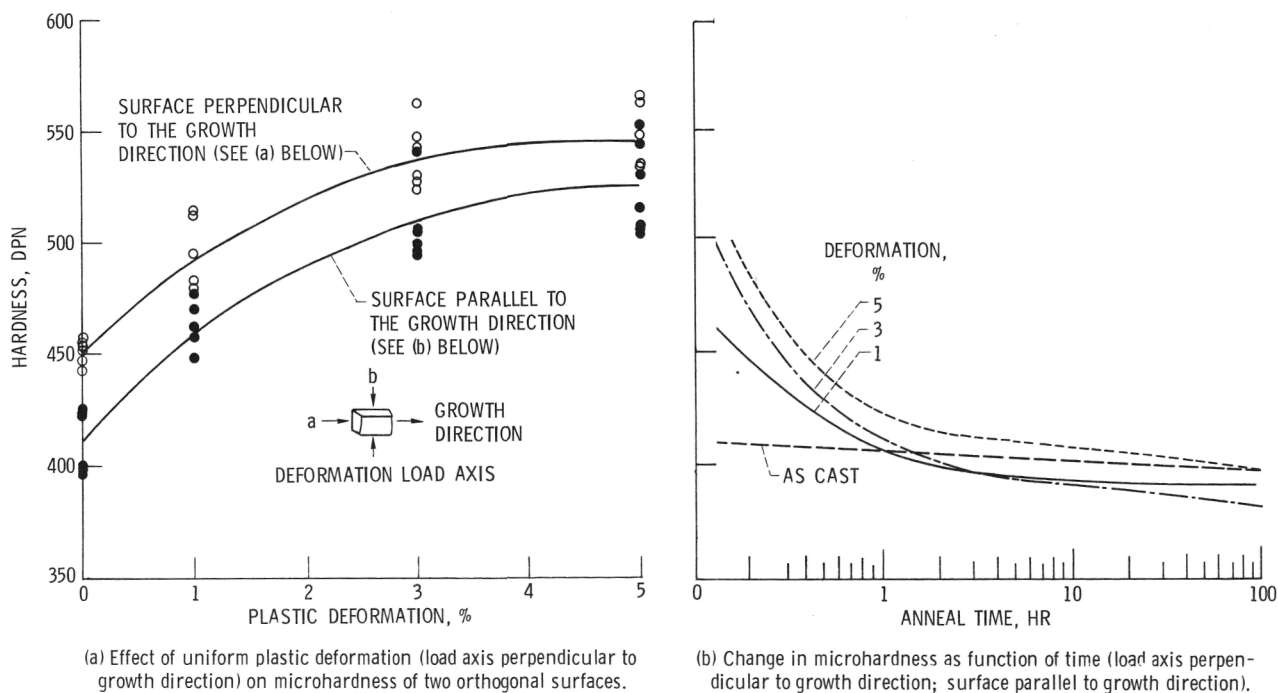 600
550
500
450
400
350
HARDNESS, DPN
SURFACE PERPENDICULAR
TO THE GROWTH
DIRECTION (SEE (a) BELOW)
SURFACE PARALLEL TO
THE GROWTH DIRECTION
(SEE (b) BELOW)
b
a
GROWTH
DIRECTION
DEFORMATION LOAD AXIS
0 1 2 3 4 5
PLASTIC DEFORMATION, %
(a) Effect of uniform plastic deformation (load axis perpendicular to
growth direction) on microhardness of two orthogonal surfaces.
DEFORMATION,
%
5
3
1
AS CAST
0 1 10 100
ANNEAL TIME, HR
(b) Change in microhardness as function of time (load axis perpen-
dicular to growth direction; surface parallel to growth direction).